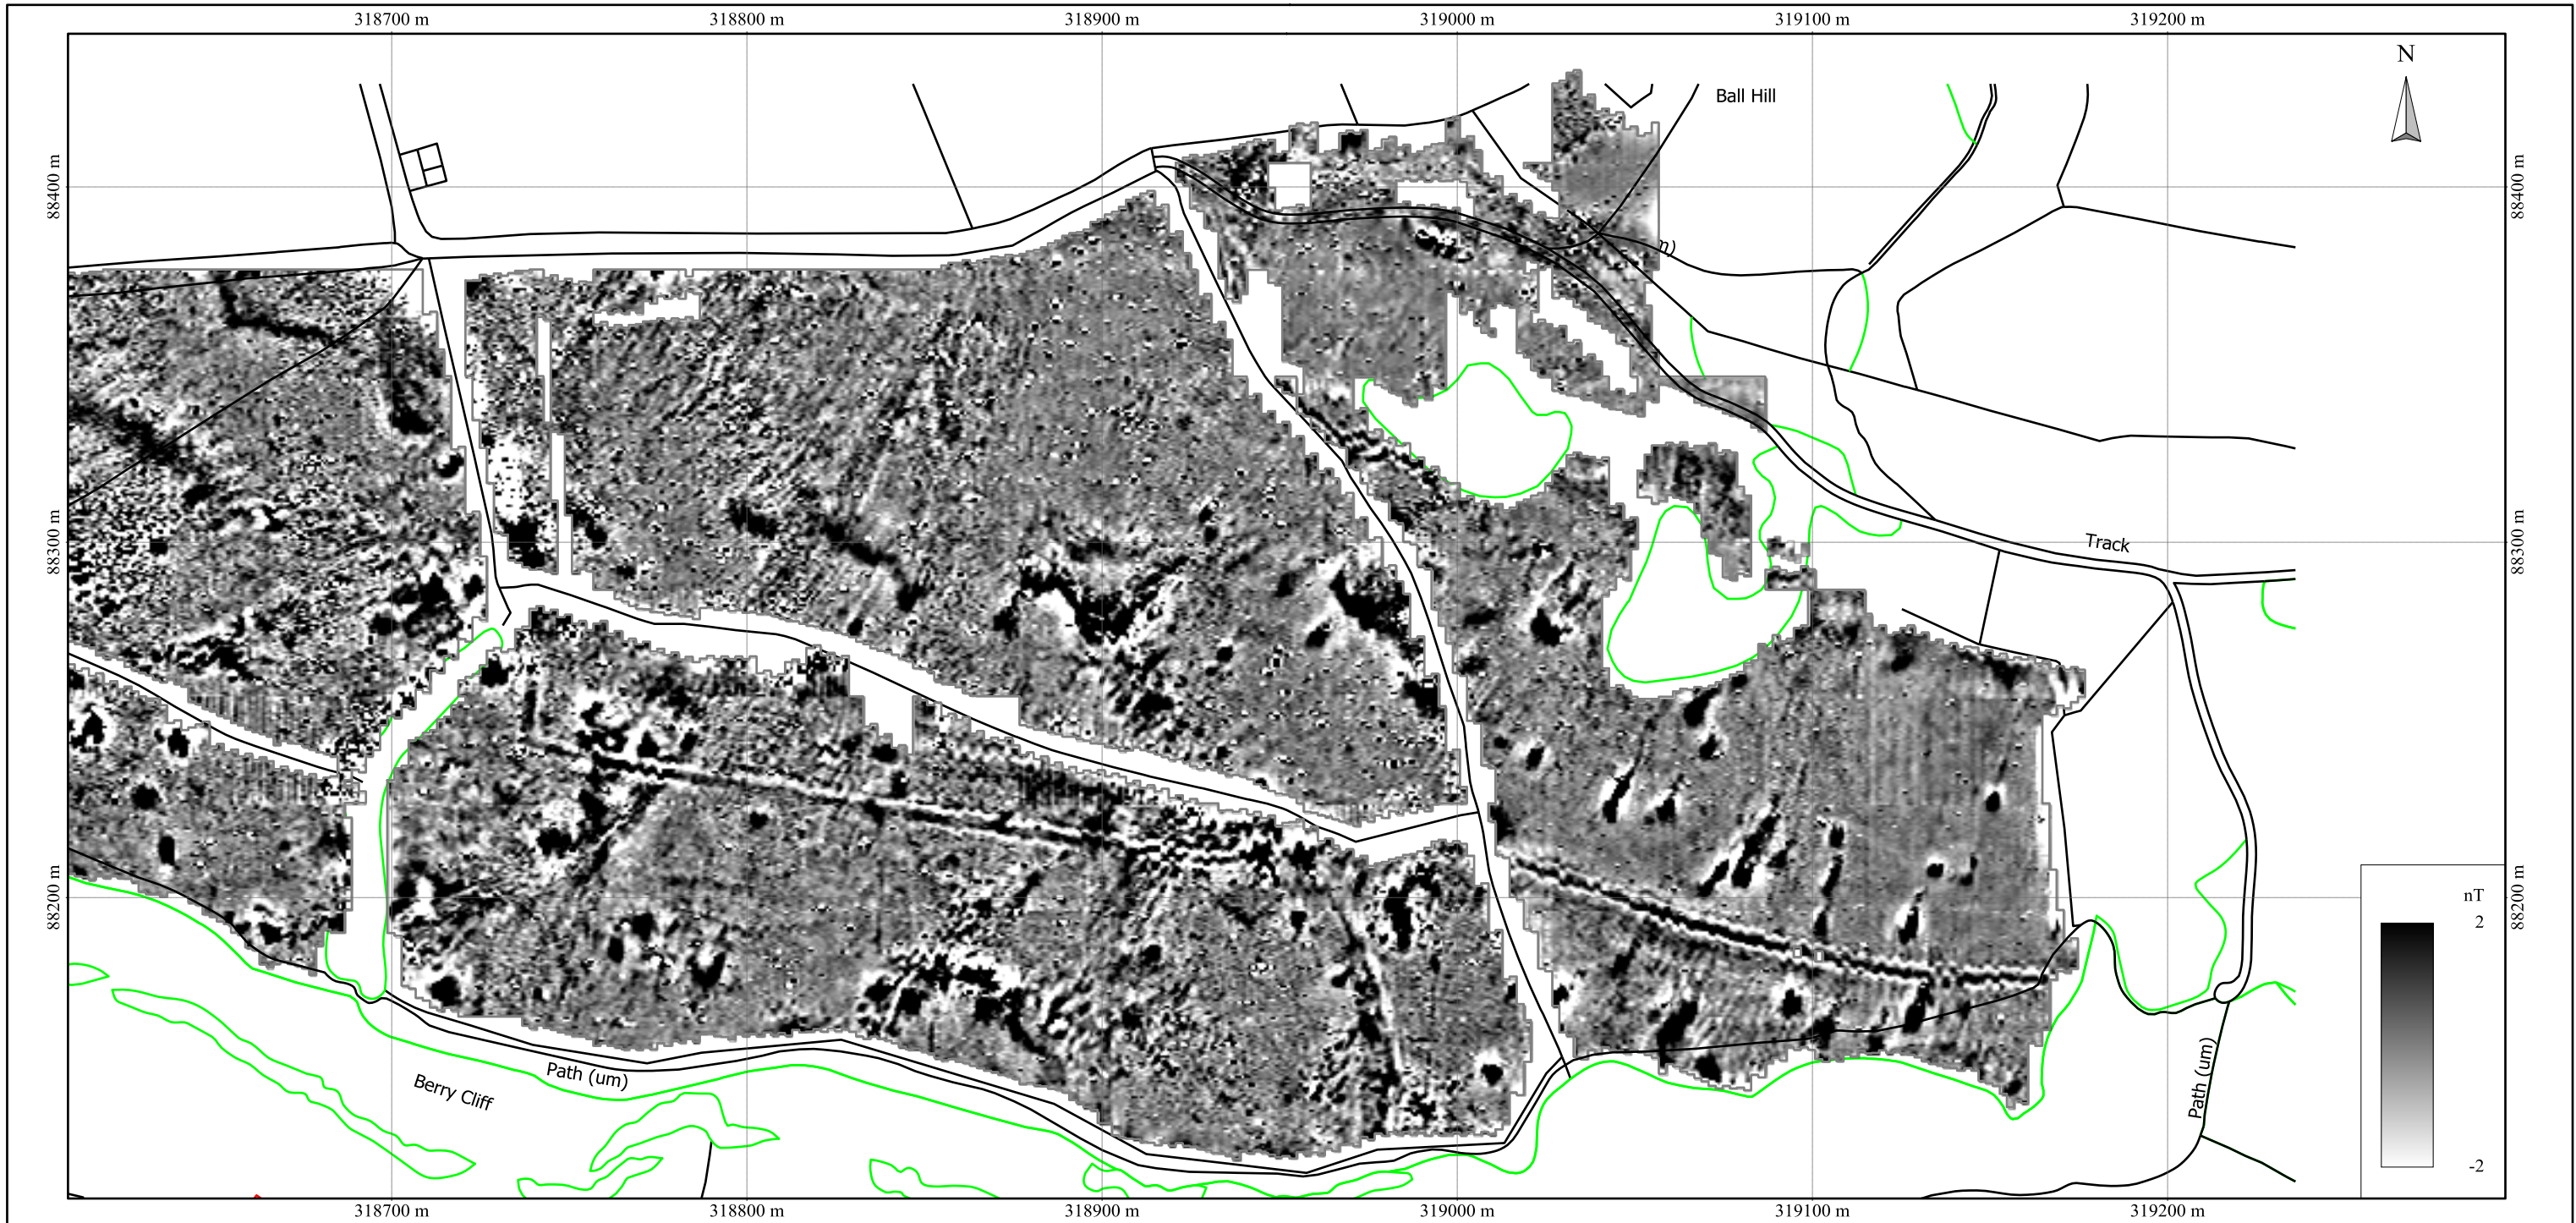 318700 m 318800 m 318900 m 319000 m 319100 m 319200 m
N
Ball Hill
88400 m 88400 m
n)
88300 m 88300 m
Track
88200 m 88200 m
nT
2
-2
Path (um)
Berry Cliff
Path (um)
318700 m 318800 m 318900 m 319000 m 319100 m 319200 m